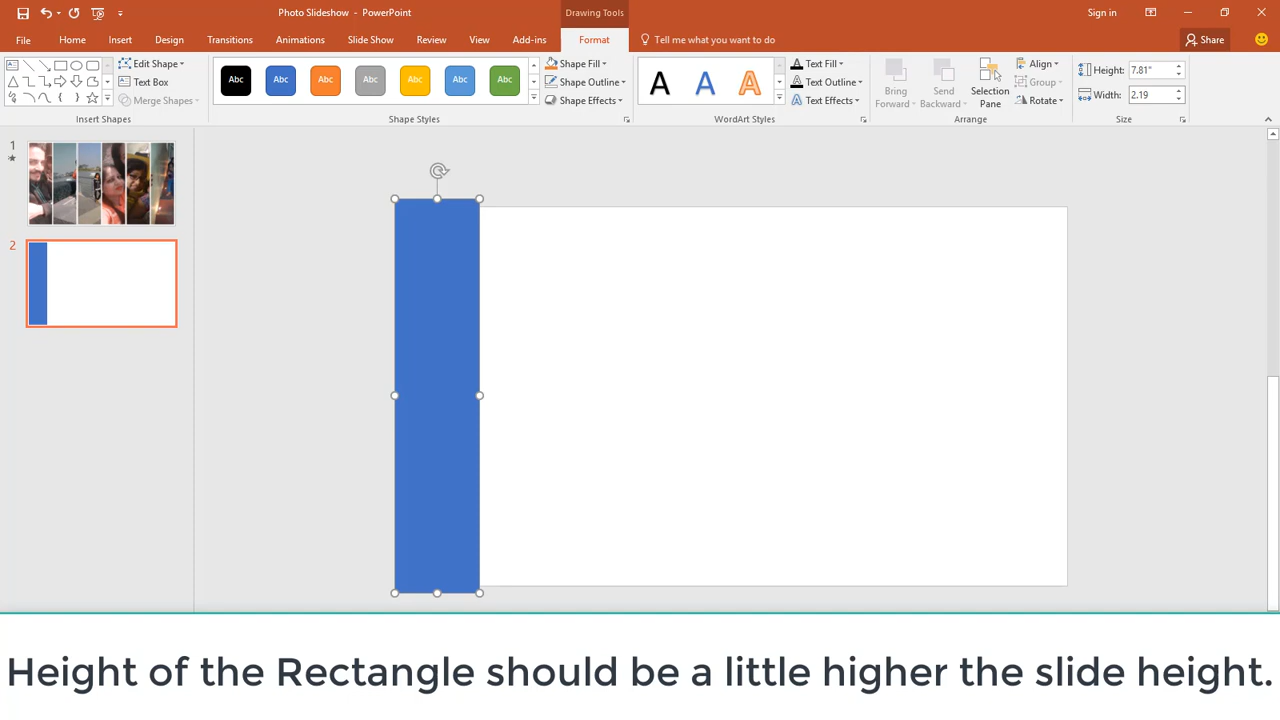 Photo Slideshow - PowerPoint
Drawing Tools
Sign in
File Home Insert Design Transitions Animations Slide Show Review View Add-ins Format Tell me what you want to do Share
Edit Shape
Text Box
Merge Shapes
Insert Shapes
Abc Abc Abc Abc Abc Abc Abc
Shape Styles
Shape Fill
Shape Outline
Shape Effects
A A A
WordArt Styles
Text Fill
Text Outline
Text Effects
Bring Forward
Send Backward
Selection Pane
Align
Group
Rotate
Arrange
Height: 7.81"
Width: 2.19
Size
1
2
Height of the Rectangle should be a little higher the slide height.